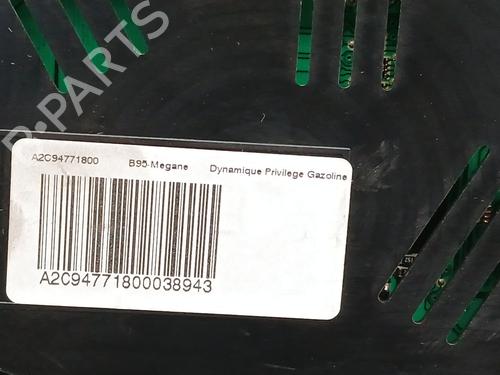 B-PARTS
A2C94771800 B95-Megane Dynamique Privilege Gazoline
A2C94771800038943